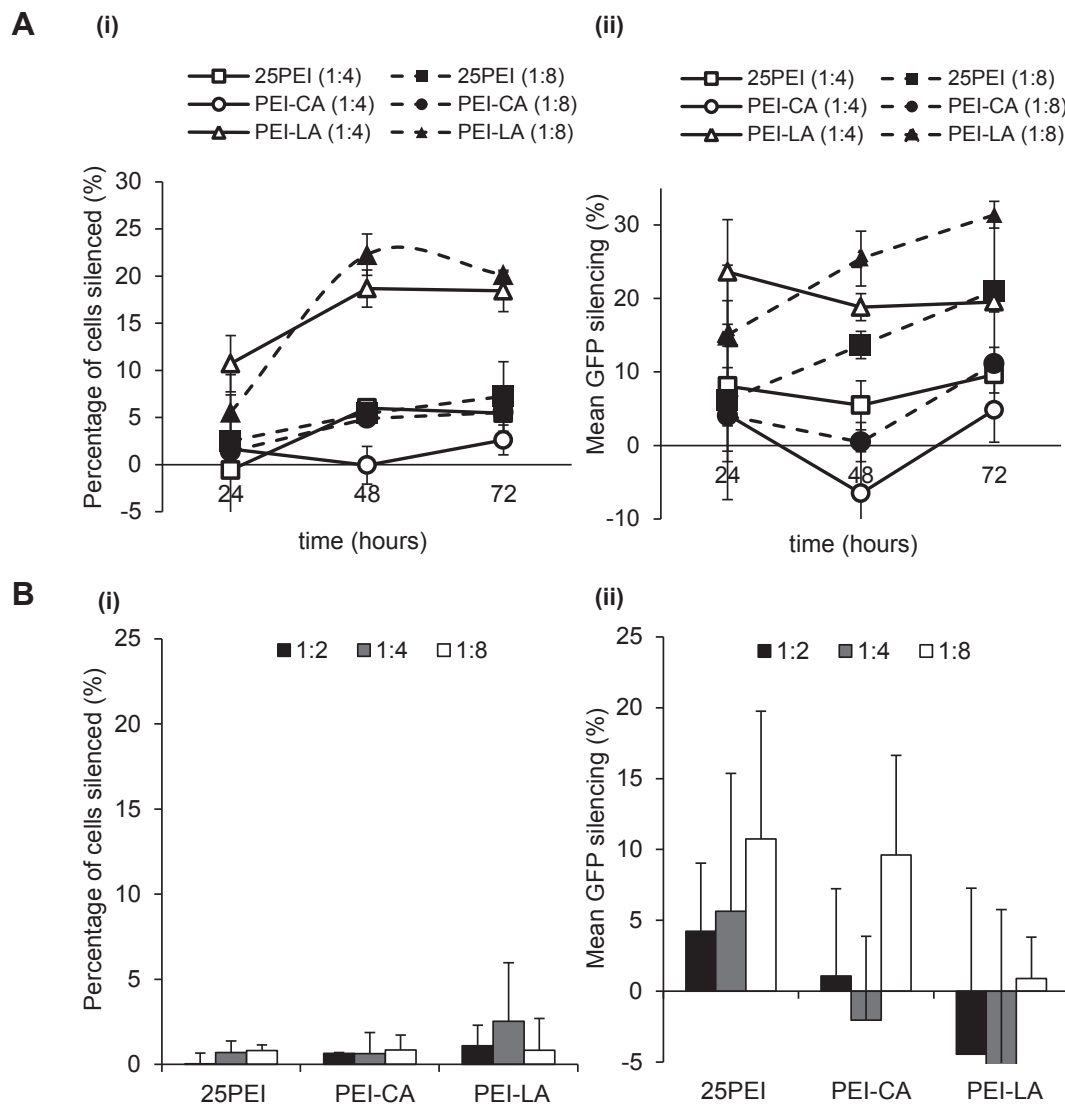 A
(i)
25PEI (1:4) 25PEI (1:8)
PEI-CA (1:4) PEI-CA (1:8)
PEI-LA (1:4) PEI-LA (1:8)
Percentage of cells silenced (%)
30
25
20
15
10
5
0
-5
24 48 72
time (hours)
(ii)
25PEI (1:4) 25PEI (1:8)
PEI-CA (1:4) PEI-CA (1:8)
PEI-LA (1:4) PEI-LA (1:8)
Mean GFP silencing (%)
30
20
10
0
-10
24 48 72
time (hours)
B
(i)
1:2 1:4 1:8
Percentage of cells silenced (%)
25
20
15
10
5
0
25PEI PEI-CA PEI-LA
(ii)
1:2 1:4 1:8
Mean GFP silencing (%)
25
20
15
10
5
0
-5
25PEI PEI-CA PEI-LA